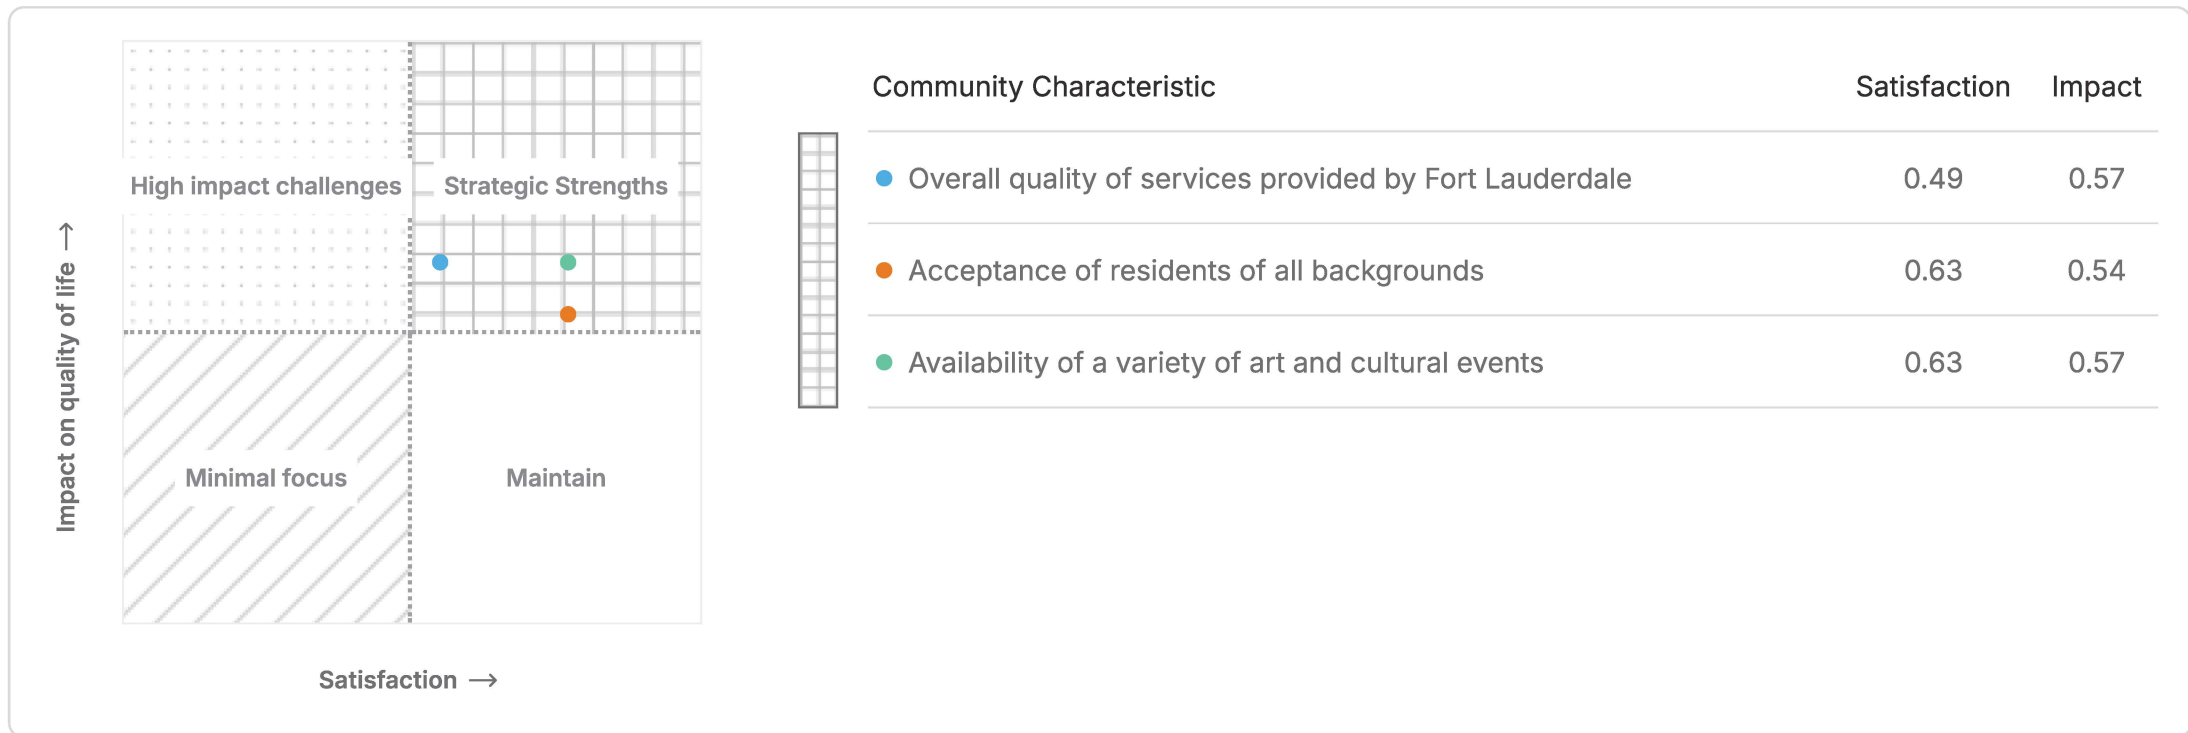 High impact challenges
Strategic Strengths
Minimal focus
Maintain
Impact on quality of life →
Satisfaction →
Community Characteristic Satisfaction Impact
Overall quality of services provided by Fort Lauderdale 0.49 0.57
Acceptance of residents of all backgrounds 0.63 0.54
Availability of a variety of art and cultural events 0.63 0.57